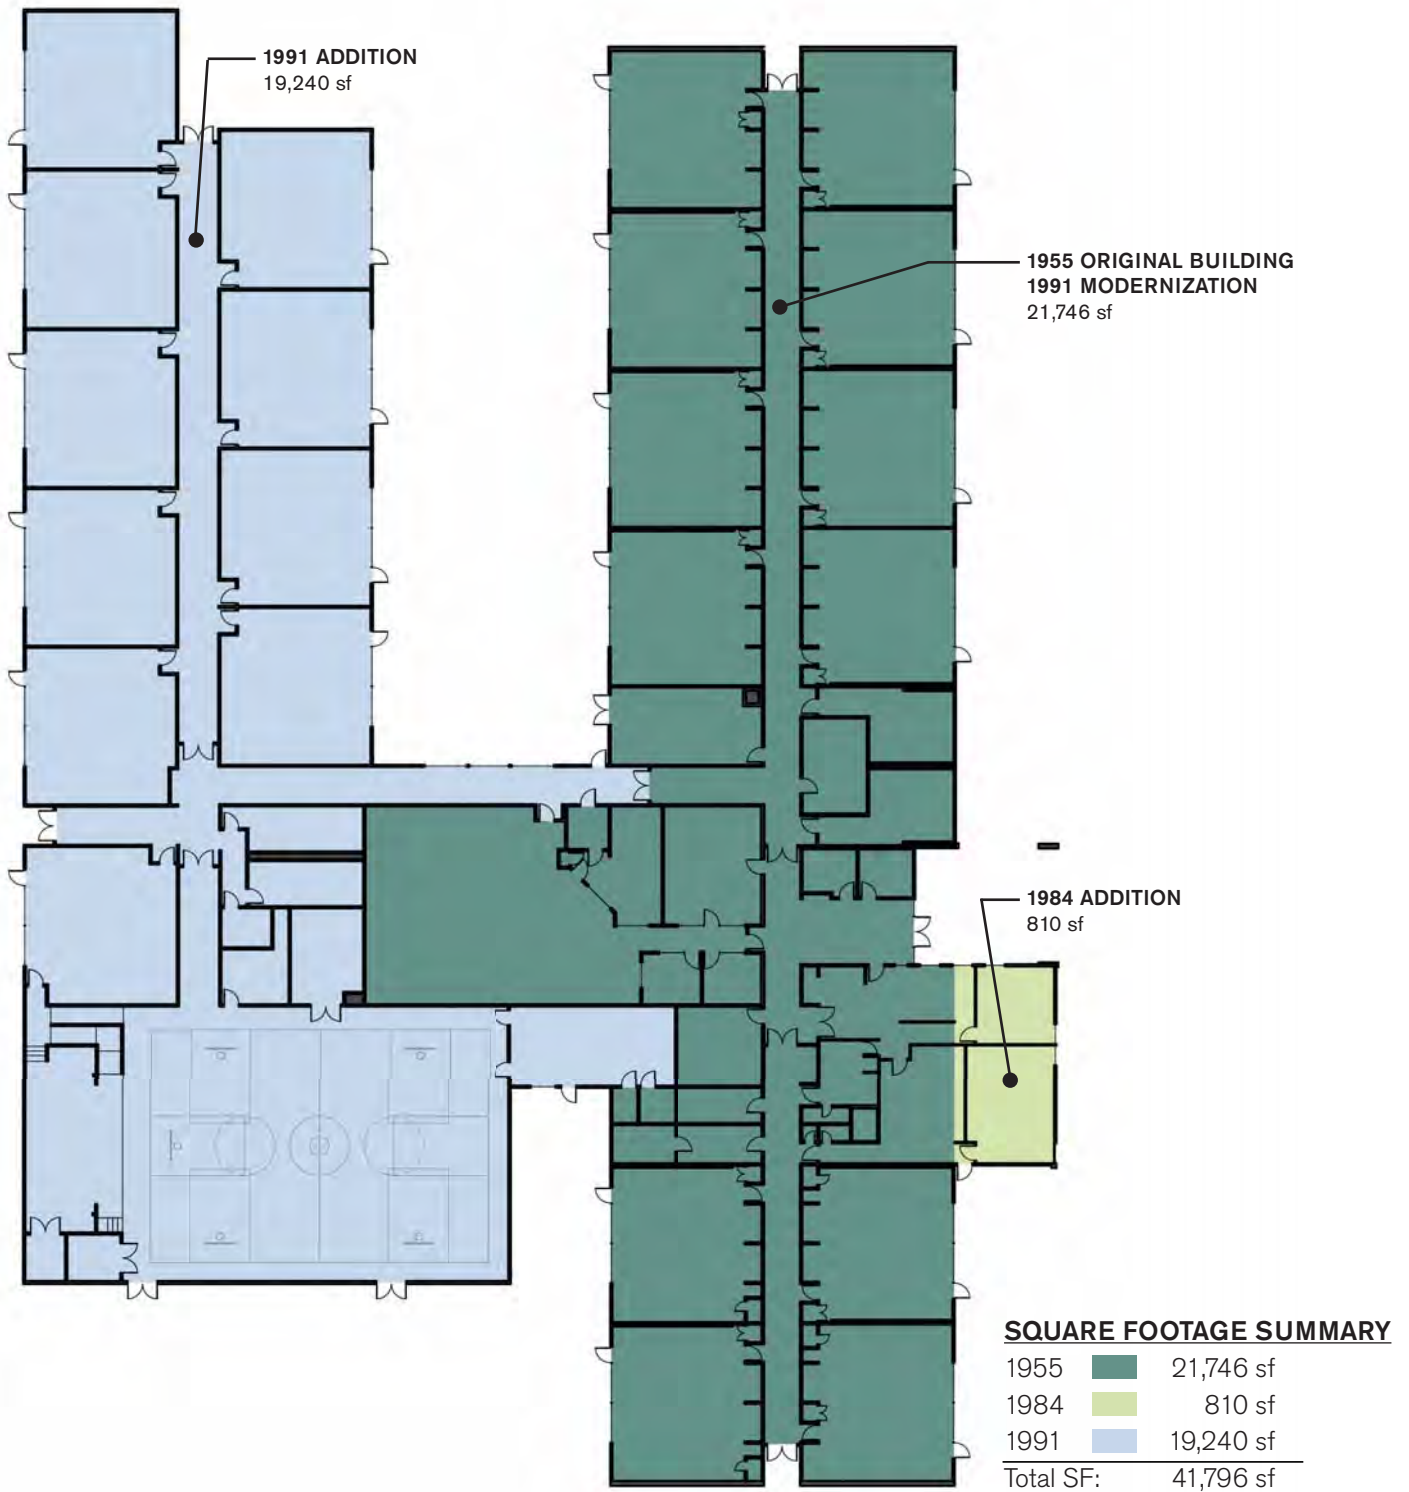 1991 ADDITION
19,240 sf
1955 ORIGINAL BUILDING
1991 MODERNIZATION
21,746 sf
1984 ADDITION
810 sf
SQUARE FOOTAGE SUMMARY
1955 21,746 sf
1984 810 sf
1991 19,240 sf
Total SF: 41,796 sf